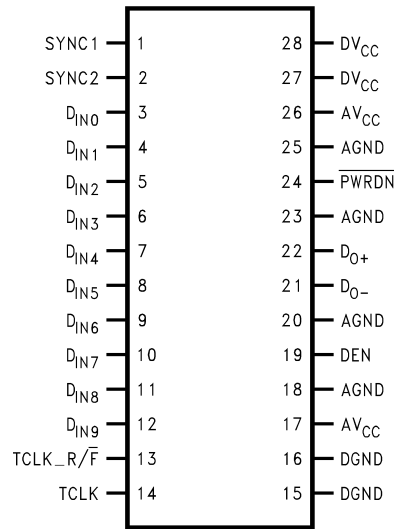 SYNC1 1 28 DVCC
SYNC2 2 27 DVCC
DIN0 3 26 AVCC
DIN1 4 25 AGND
DIN2 5 24 P̅W̅R̅D̅N̅
DIN3 6 23 AGND
DIN4 7 22 DO+
DIN5 8 21 DO−
DIN6 9 20 AGND
DIN7 10 19 DEN
DIN8 11 18 AGND
DIN9 12 17 AVCC
TCLK_R/F̅ 13 16 DGND
TCLK 14 15 DGND